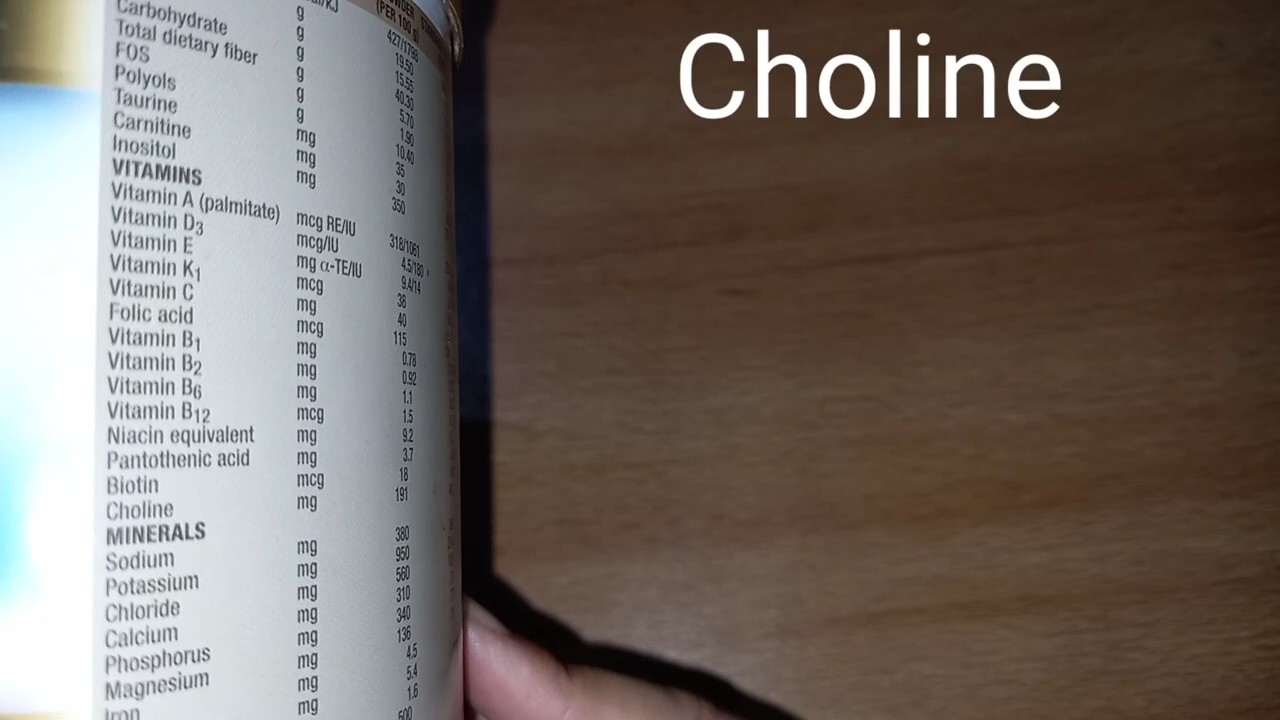 Choline
(PER 100 g)
427/1798
g 19.50
g 15.55
Carbohydrate g 40.30
Total dietary fiber g 5.70
FOS g 1.90
Polyols g 10.40
Taurine mg 35
Carnitine mg 30
Inositol mg 350
VITAMINS
Vitamin A (palmitate) mcg RE/IU 318/1061
Vitamin D3 mcg/IU 4.5/180
Vitamin E mg α-TE/IU 9.4/14
Vitamin K1 mcg 38
Vitamin C mg 40
Folic acid mcg 115
Vitamin B1 mg 0.78
Vitamin B2 mg 0.92
Vitamin B6 mg 1.1
Vitamin B12 mcg 1.5
Niacin equivalent mg 9.2
Pantothenic acid mg 3.7
Biotin mcg 18
Choline mg 191
MINERALS
Sodium mg 380
Potassium mg 950
Chloride mg 560
Calcium mg 310
Phosphorus mg 340
Magnesium mg 136
Iron mg 4.5
mg 5.4
1.6
500